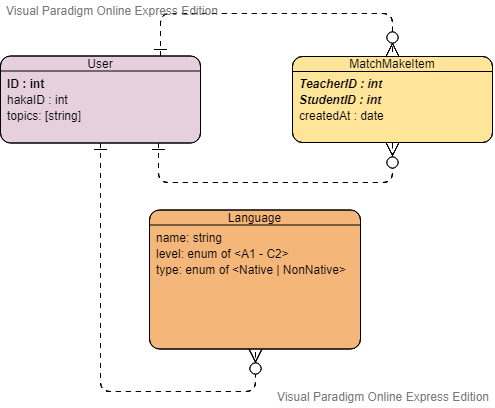 Visual Paradigm Online Express Edition
User
ID : int
hakaID : int
topics: [string]
MatchMakeItem
TeacherID : int
StudentID : int
createdAt : date
Language
name: string
level: enum of <A1 - C2>
type: enum of <Native | NonNative>
Visual Paradigm Online Express Edition